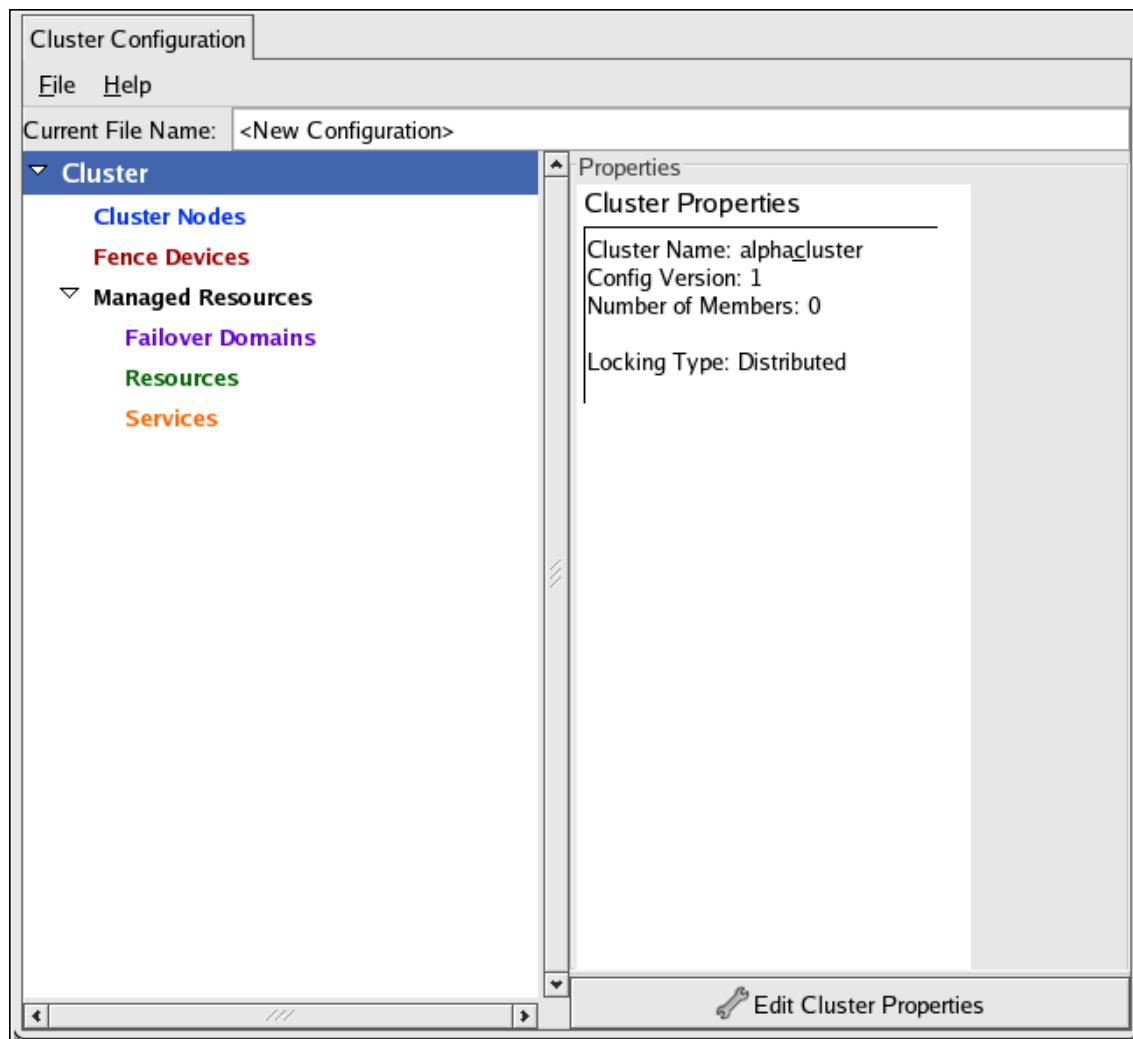 Cluster Configuration
File Help
Current File Name: <New Configuration>
Cluster
Cluster Nodes
Fence Devices
Managed Resources
Failover Domains
Resources
Services
Properties
Cluster Properties
Cluster Name: alphacluster
Config Version: 1
Number of Members: 0
Locking Type: Distributed
Edit Cluster Properties